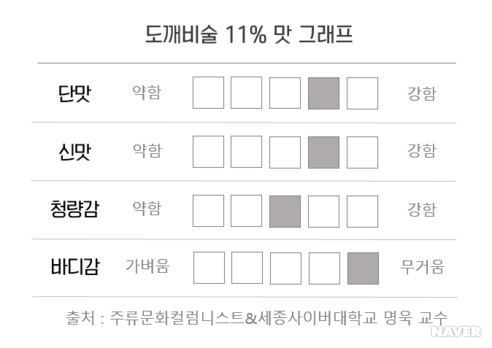 도깨비술 11% 맛 그래프
단맛 약함 강함
신맛 약함 강함
청량감 약함 강함
바디감 가벼움 무거움
출처 : 주류문화컬럼니스트&세종사이버대학교 명욱 교수
NAVER